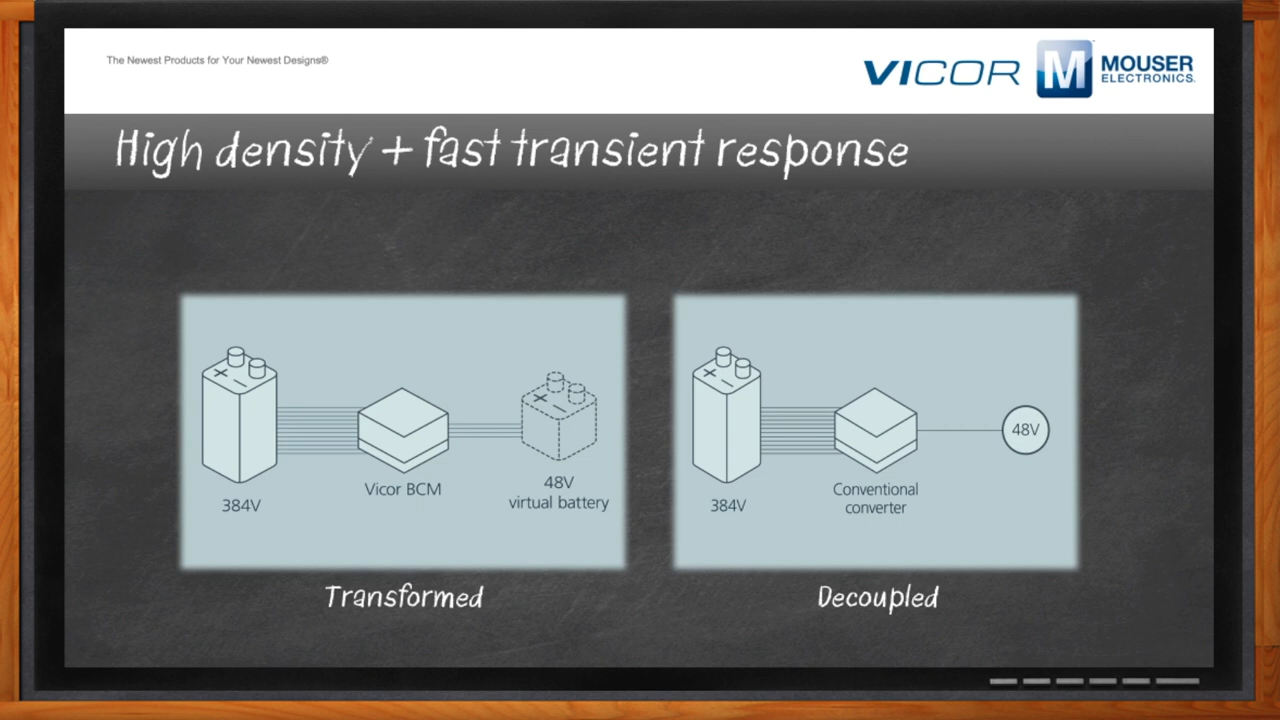 The Newest Products for Your Newest Designs®
VICOR
M
MOUSER
ELECTRONICS
High density + fast transient response
384V
Vicor BCM
48V
virtual battery
384V
Conventional
converter
48V
Transformed
Decoupled